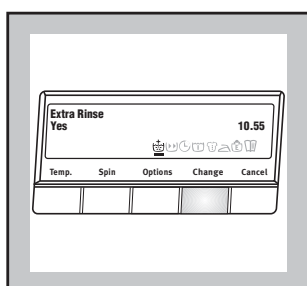 Extra Rinse
Yes 10.55
Temp. Spin Options Change Cancel